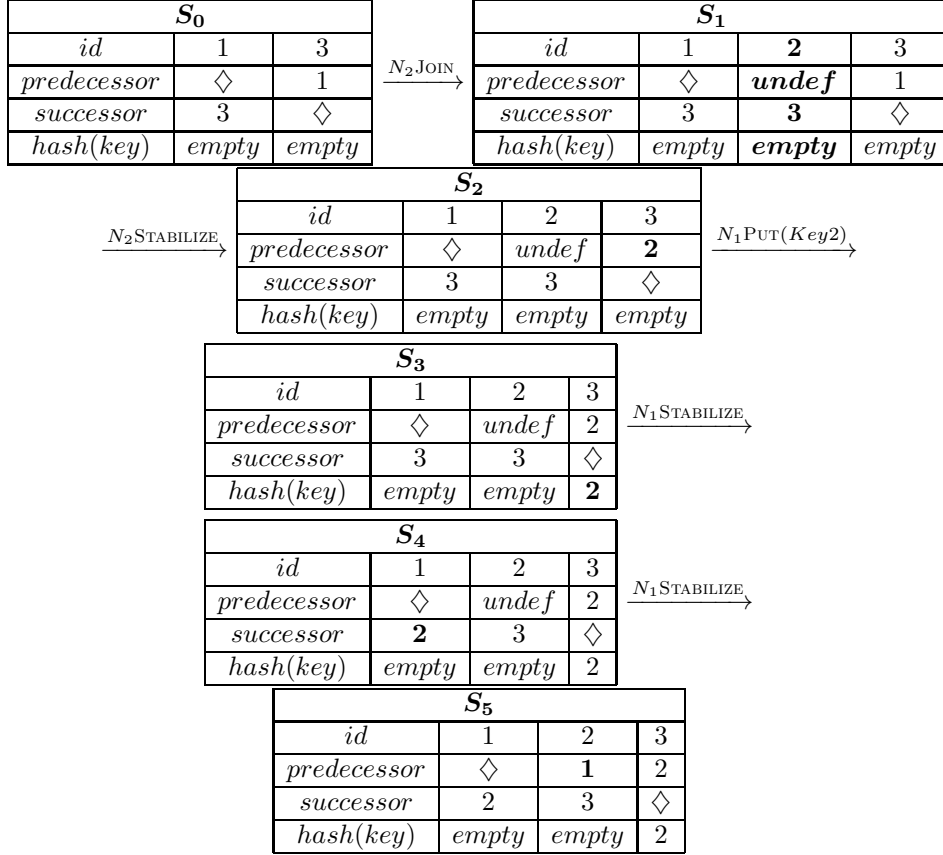 S₀
id 1 3
predecessor ◇ 1
successor 3 ◇
hash(key) empty empty
N₂JOIN
S₁
id 1 2 3
predecessor ◇ undef 1
successor 3 3 ◇
hash(key) empty empty empty
N₂STABILIZE
S₂
id 1 2 3
predecessor ◇ undef 2
successor 3 3 ◇
hash(key) empty empty empty
N₁PUT(Key2)
S₃
id 1 2 3
predecessor ◇ undef 2
successor 3 3 ◇
hash(key) empty empty 2
N₁STABILIZE
S₄
id 1 2 3
predecessor ◇ undef 2
successor 2 3 ◇
hash(key) empty empty 2
N₁STABILIZE
S₅
id 1 2 3
predecessor ◇ 1 2
successor 2 3 ◇
hash(key) empty empty 2